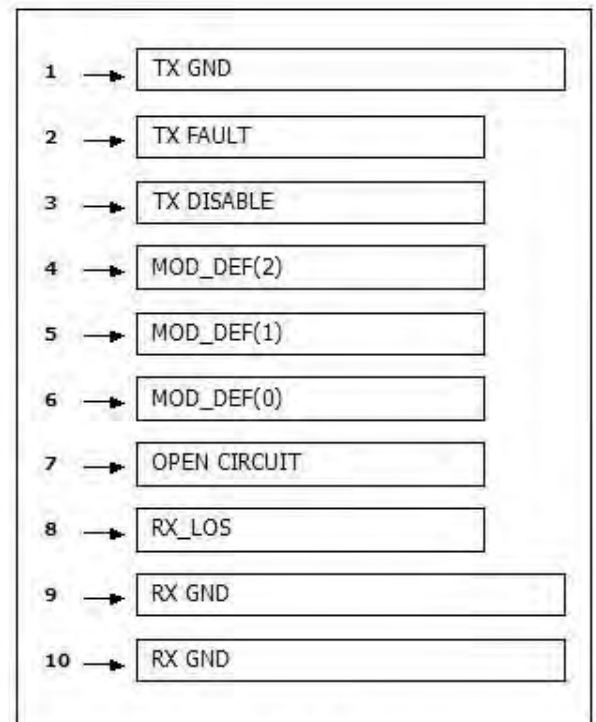 1 TX GND
2 TX FAULT
3 TX DISABLE
4 MOD_DEF(2)
5 MOD_DEF(1)
6 MOD_DEF(0)
7 OPEN CIRCUIT
8 RX_LOS
9 RX GND
10 RX GND